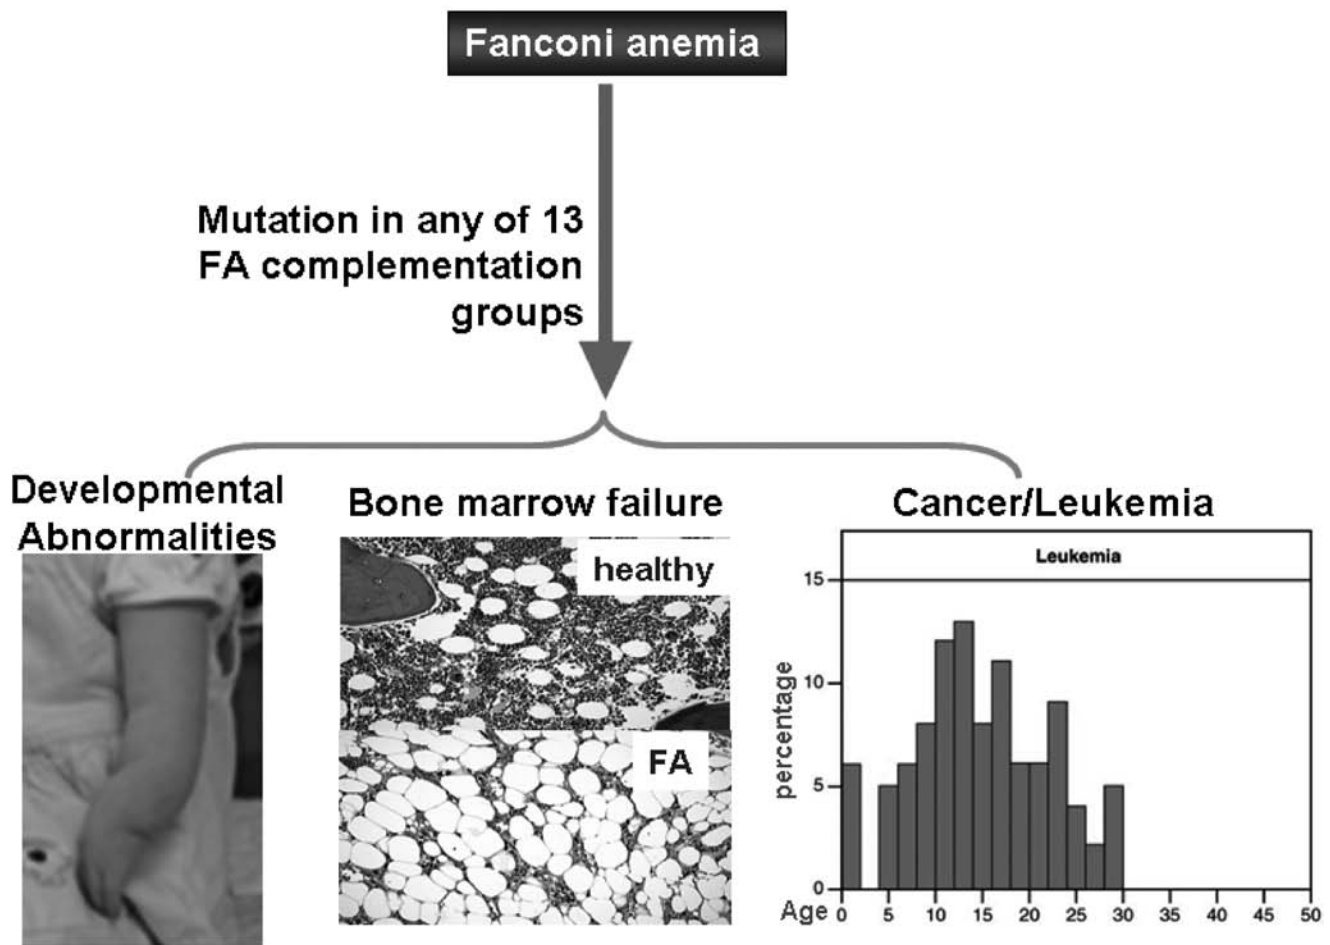 Fanconi anemia
Mutation in any of 13
FA complementation
groups
Developmental
Abnormalities
Bone marrow failure
healthy
FA
Cancer/Leukemia
Leukemia
percentage
15
10
5
0
Age 0 5 10 15 20 25 30 35 40 45 50